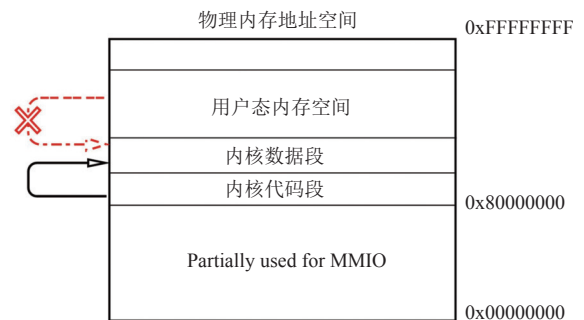 物理内存地址空间
0xFFFFFFFF
用户态内存空间
内核数据段
内核代码段
0x80000000
Partially used for MMIO
0x00000000